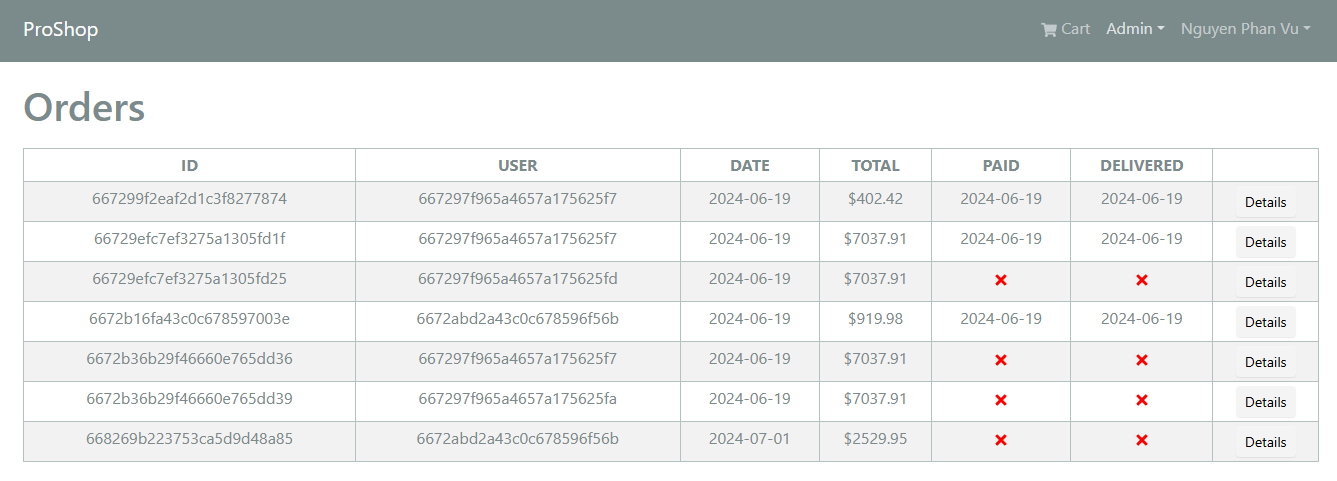 ProShop Cart Admin Nguyen Phan Vu
Orders
ID USER DATE TOTAL PAID DELIVERED
667299f2eaf2d1c3f8277874 667297f965a4657a175625f7 2024-06-19 $402.42 2024-06-19 2024-06-19 Details
66729efc7ef3275a1305fd1f 667297f965a4657a175625f7 2024-06-19 $7037.91 2024-06-19 2024-06-19 Details
66729efc7ef3275a1305fd25 667297f965a4657a175625fd 2024-06-19 $7037.91 Details
6672b16fa43c0c678597003e 6672abd2a43c0c678596f56b 2024-06-19 $919.98 2024-06-19 2024-06-19 Details
6672b36b29f46660e765dd36 667297f965a4657a175625f7 2024-06-19 $7037.91 Details
6672b36b29f46660e765dd39 667297f965a4657a175625fa 2024-06-19 $7037.91 Details
668269b223753ca5d9d48a85 6672abd2a43c0c678596f56b 2024-07-01 $2529.95 Details